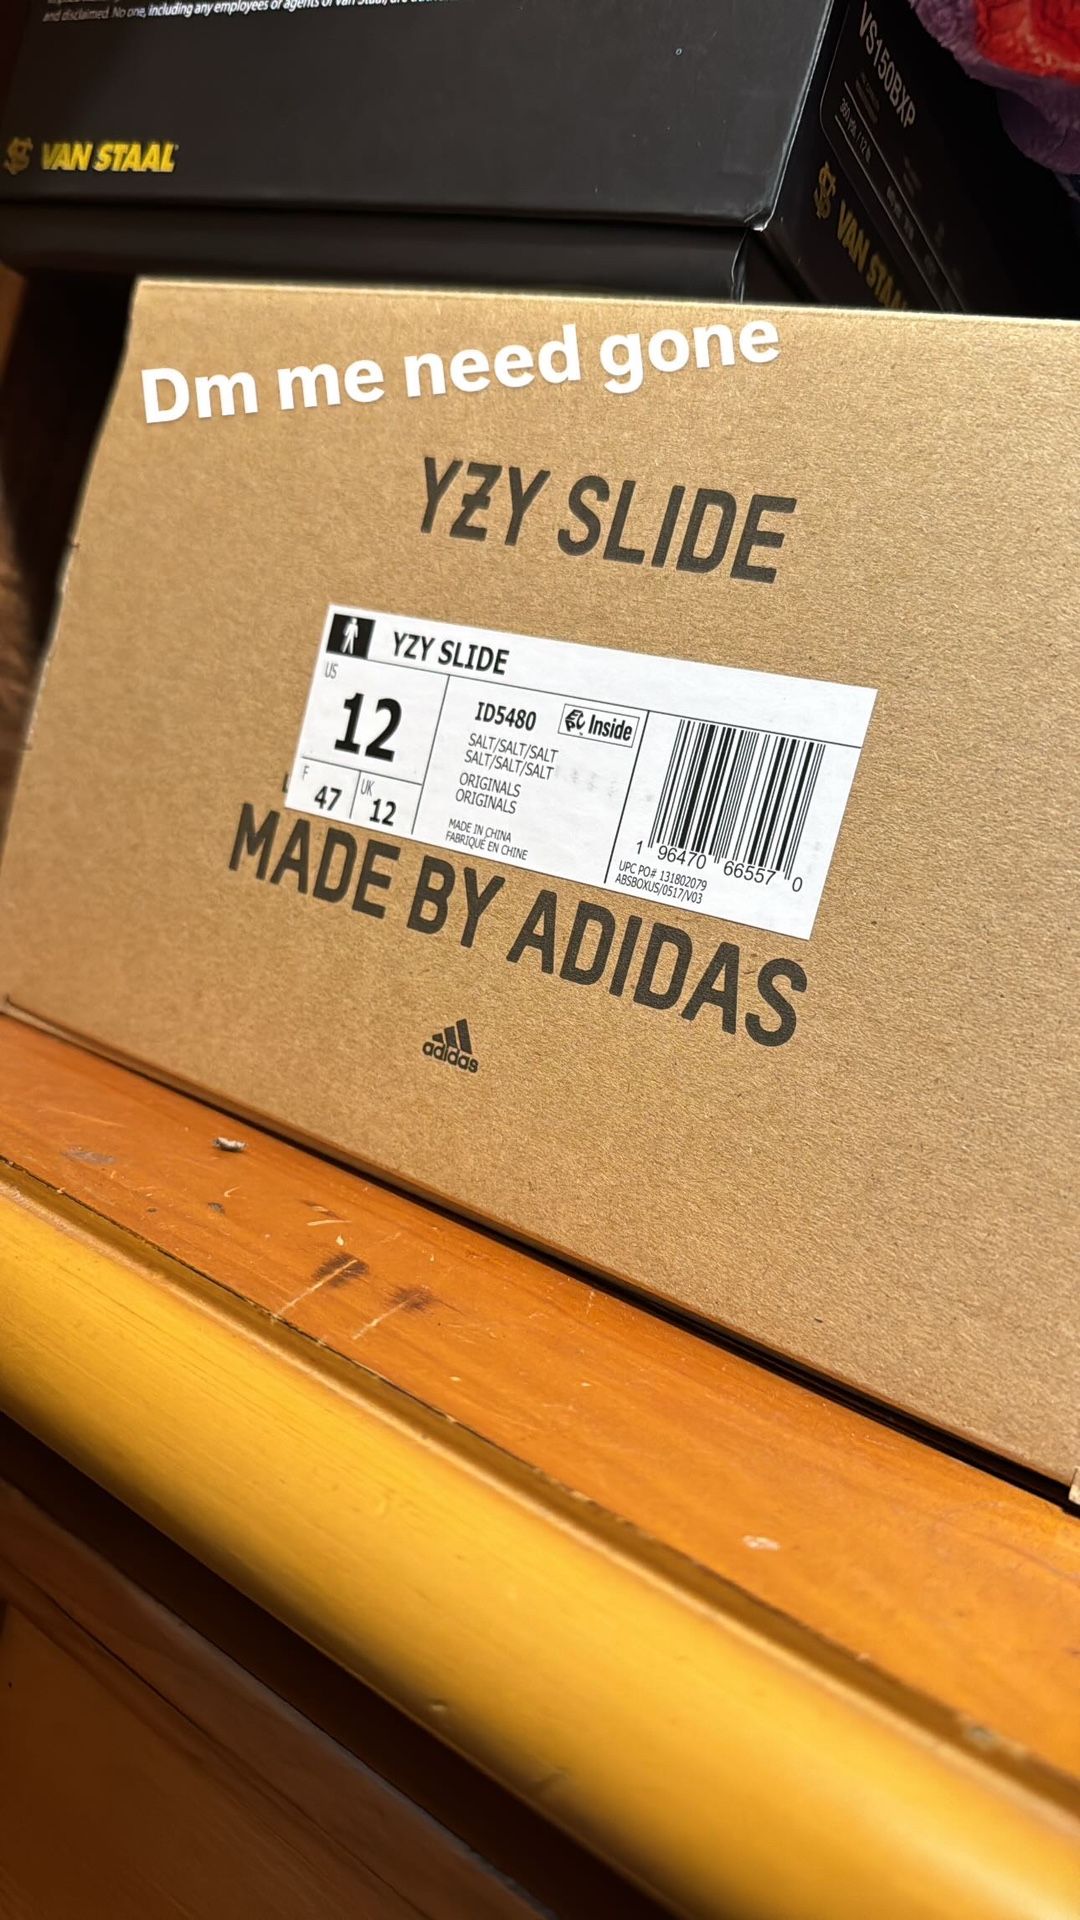 and disclaimed. No one, including any employees or agents of Van Staal,
VAN STAAL
VS150BXP
VAN STAA
Dm me need gone
YZY SLIDE
YZY SLIDE
US
12
F
47
UK
12
ID5480
Inside
SALT/SALT/SALT
SALT/SALT/SALT
ORIGINALS
ORIGINALS
MADE IN CHINA
FABRIQUÉ EN CHINE
1 96470 66557 0
UPC PO# 131802079
ABSBOXUS/0517/V03
MADE BY ADIDAS
adidas